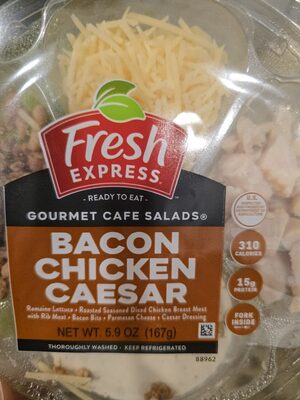 Fresh
EXPRESS
- READY TO EAT -
GOURMET CAFE SALADS®
BACON
CHICKEN
CAESAR
Romaine Lettuce • Roasted Seasoned Diced Chicken Breast Meat
with Rib Meat • Bacon Bits • Parmesan Cheese • Caesar Dressing
NET WT. 5.9 OZ (167g)
THOROUGHLY WASHED • KEEP REFRIGERATED
88962
U.S.
310
CALORIES
15g
PROTEIN
FORK
INSIDE